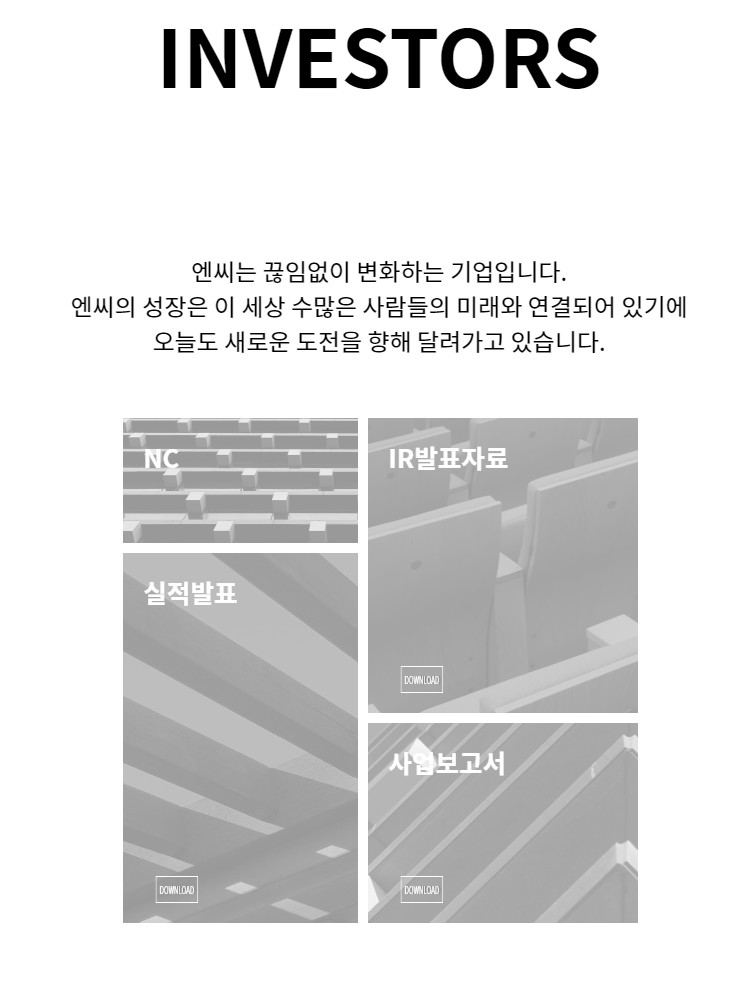 INVESTORS
엔씨는 끊임없이 변화하는 기업입니다.
엔씨의 성장은 이 세상 수많은 사람들의 미래와 연결되어 있기에
오늘도 새로운 도전을 향해 달려가고 있습니다.
NC
IR발표자료
DOWNLOAD
실적발표
DOWNLOAD
사업보고서
DOWNLOAD